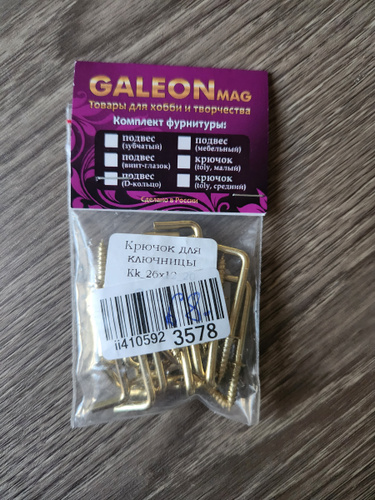 GALEON MAG
Товары для хобби и творчества
Комплект фурнитуры:
подвес
(зубчатый)
подвес
(мебельный)
подвес
(винт-глазок)
крючок
(toly, малый)
подвес
(D-кольцо)
крючок
(toly, средний)
Сделано в России
Крючок для
ключницы
Kk_26x12
ii410592 3578